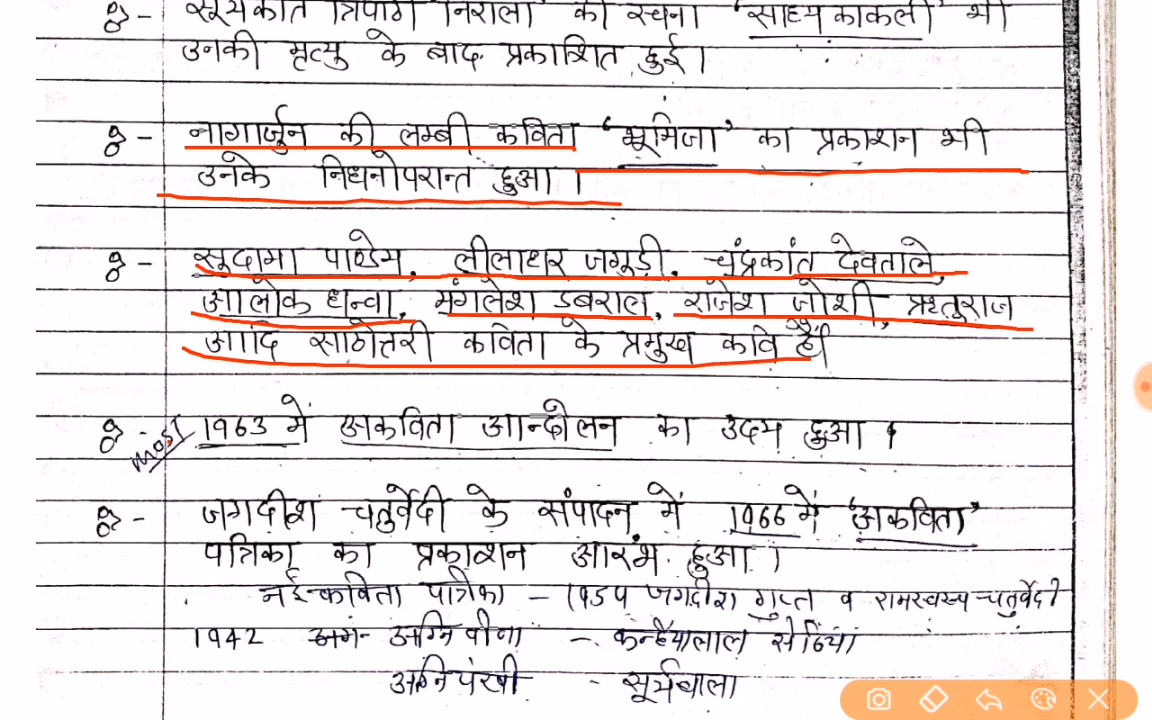 सूर्यकांत त्रिपाठी निराला की रचना 'सांध्य काकली' भी
उनकी मृत्यु के बाद प्रकाशित हुई।
नागार्जुन की लम्बी कविता 'भूमिजा' का प्रकाशन भी
उनके निधनोपरान्त हुआ।
सूदामा पाण्डेय, लीलाधर जगूड़ी, चंद्रकांत देवताले,
आलोक धन्वा, मंगलेश डबराल, राजेश जोशी, ऋतुराज
आदि साठोत्तरी कविता के प्रमुख कवि हैं।
most 1963 में अकविता आन्दोलन का उदय हुआ।
जगदीश चतुर्वेदी के संपादन में 1966 में 'अकविता'
पत्रिका का प्रकाशन आरंभ हुआ।
नई कविता पत्रिका - 1954 जगदीश गुप्त व रामस्वरूप चतुर्वेदी
1942 अग्निवीणा - कन्हैयालाल सेठिया
अग्निपंखी - सूर्यबाला